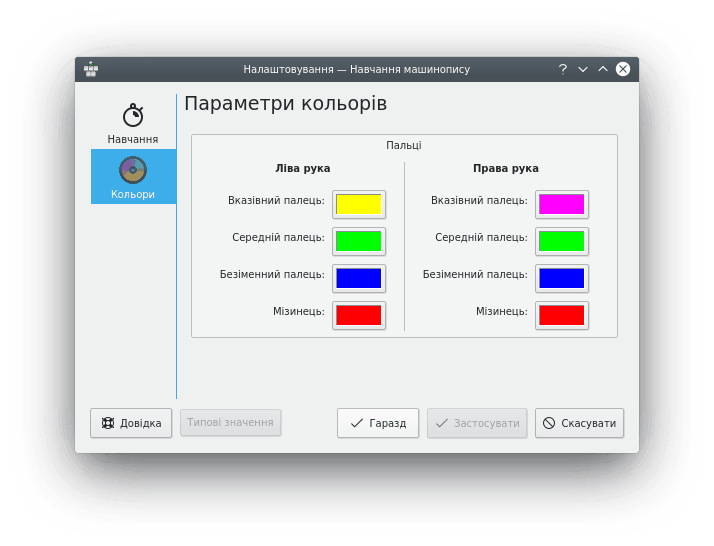 Налаштовування — Навчання машинопису
Навчання
Кольори
Параметри кольорів
Пальці
Ліва рука
Права рука
Вказівний палець:
Вказівний палець:
Середній палець:
Середній палець:
Безіменний палець:
Безіменний палець:
Мізинець:
Мізинець:
Довідка
Типові значення
Гаразд
Застосувати
Скасувати